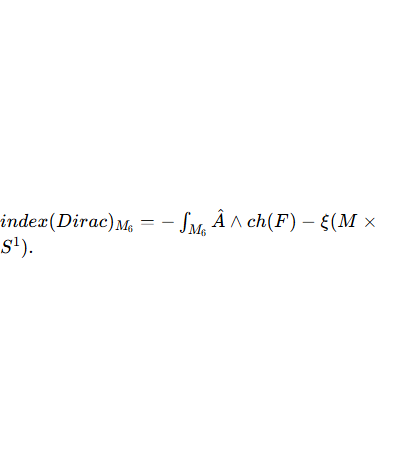 index(Dirac)_{M_6} = − ∫_{M_6} Â ∧ ch(F) − ξ(M ×
S^1).